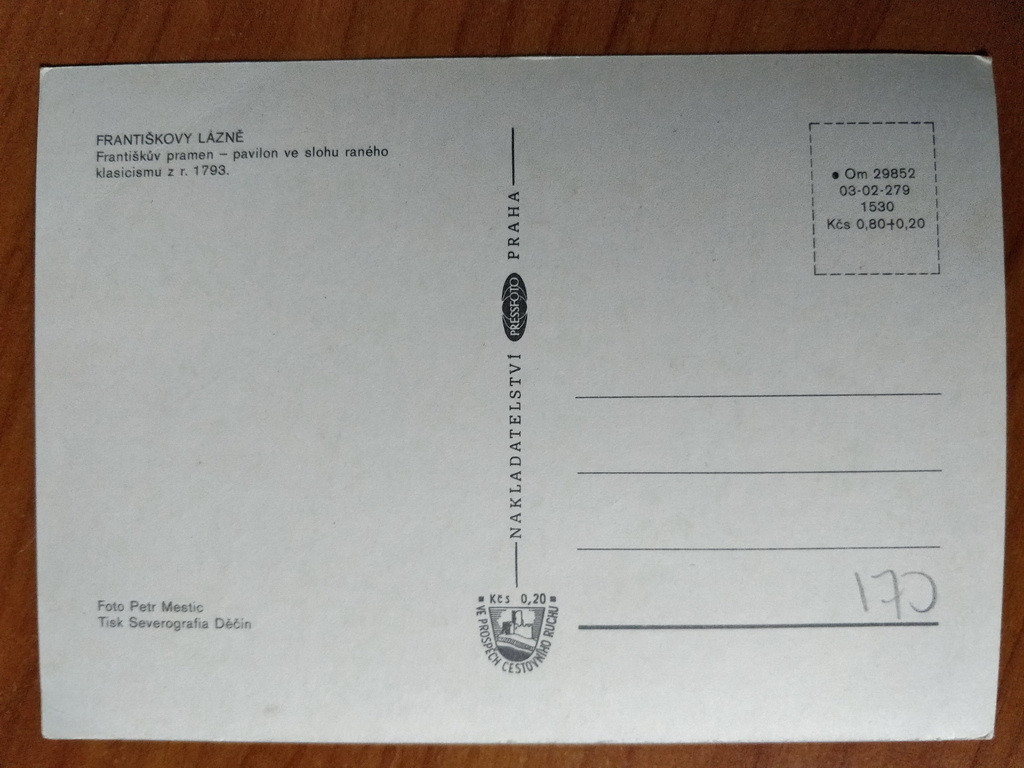 FRANTIŠKOVY LÁZNĚ
Františkův pramen – pavilon ve slohu raného
klasicismu z r. 1793.
Foto Petr Mestic
Tisk Severografia Děčín
NAKLADATELSTVÍ PRESSFOTO PRAHA
▪ Kčs 0,20 ▪
VE PROSPĚCH CESTOVNÍHO RUCHU
● Om 29852
03-02-279
1530
Kčs 0,80+0,20